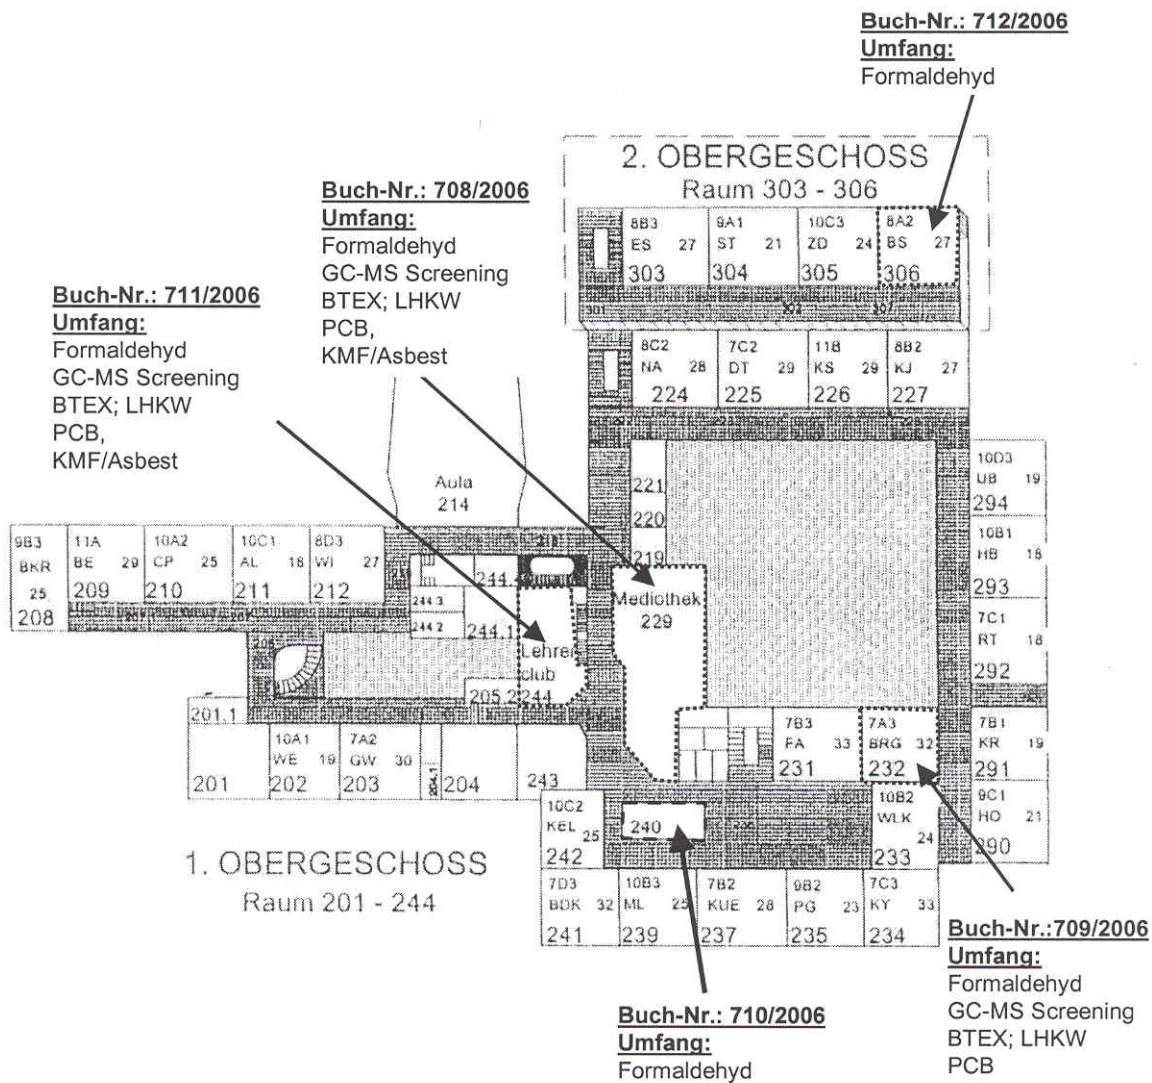 Buch-Nr.: 712/2006
Umfang:
Formaldehyd
2. OBERGESCHOSS
Raum 303 - 306
Buch-Nr.: 708/2006
Umfang:
Formaldehyd
GC-MS Screening
BTEX; LHKW
PCB,
KMF/Asbest
8B3
ES 27
303
9A1
ST 21
304
10C3
ZD 24
305
8A2
BS 27
306
301
Buch-Nr.: 711/2006
Umfang:
Formaldehyd
GC-MS Screening
BTEX; LHKW
PCB,
KMF/Asbest
8C2
NA 28
224
7C2
DT 29
225
11B
KS 29
226
8B2
KJ 27
227
Aula
214
221
220
219
10D3
UB 19
294
10B1
HB
293
7C1
RT 18
292
7B1
KR 19
291
9C1
HO 21
290
9B3
BKR
25
208
11A
BE 29
209
10A2
CP 25
210
10C1
AL 18
211
8D3
WI 27
212
244.3
244.2
244.1
Lehrer
club
244
205.2
Mediothek
229
201.1
201
10A1
WE 19
202
7A2
GW 30
203
204.1
204
243
7B3
33
231
7A3
BRG 32
232
10C2
KEL 25
242
240
10B2
WLK
24
233
1. OBERGESCHOSS
Raum 201 - 244
7D3
BDK 32
241
10B3
ML 25
239
7B2
KUE 28
237
9B2
PG 23
235
7C3
KY 33
234
Buch-Nr.:709/2006
Umfang:
Formaldehyd
GC-MS Screening
BTEX; LHKW
PCB
Buch-Nr.: 710/2006
Umfang:
Formaldehyd